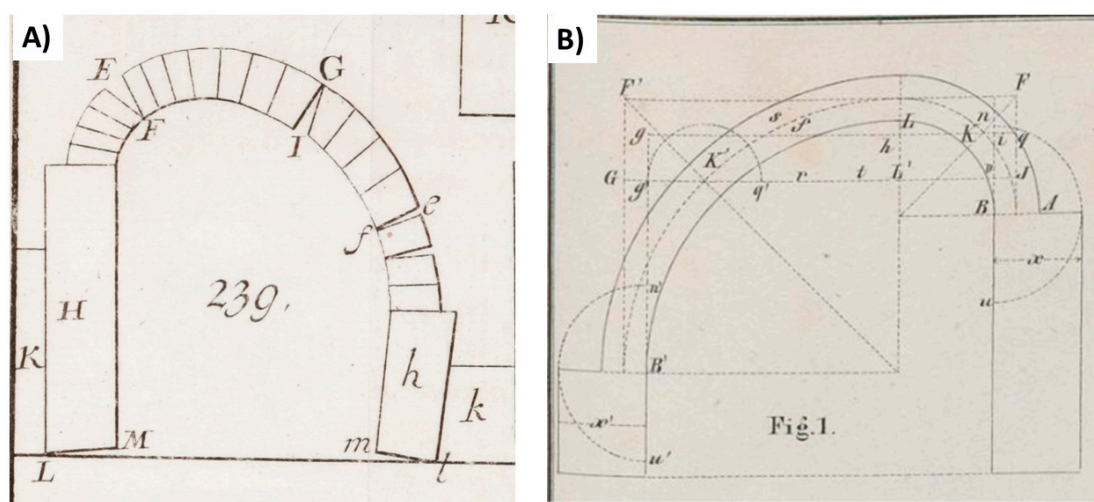 A)
E
G
F
I
e
f
239.
H
K
h
k
M
m
L
l
B)
F'
F
s
n
g
L
K
i
q
K'
h
G
g'
q'
r
t
L'
p
J
B
A
x
n'
u
B'
x'
Fig.1.
u'